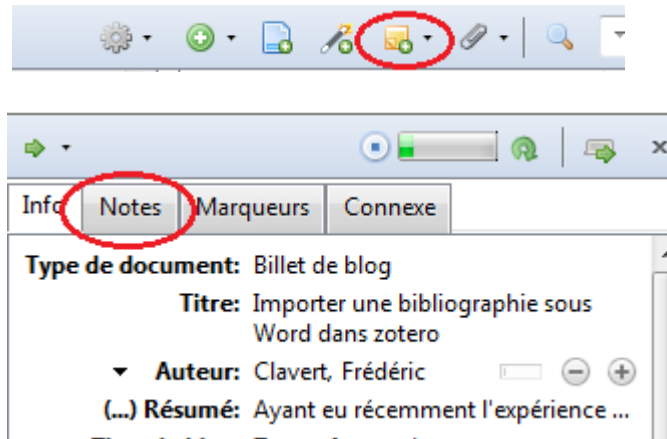 Info Notes Marqueurs Connexe
Type de document: Billet de blog
Titre: Importer une bibliographie sous
Word dans zotero
Auteur: Clavert, Frédéric
(...) Résumé: Ayant eu récemment l'expérience ...